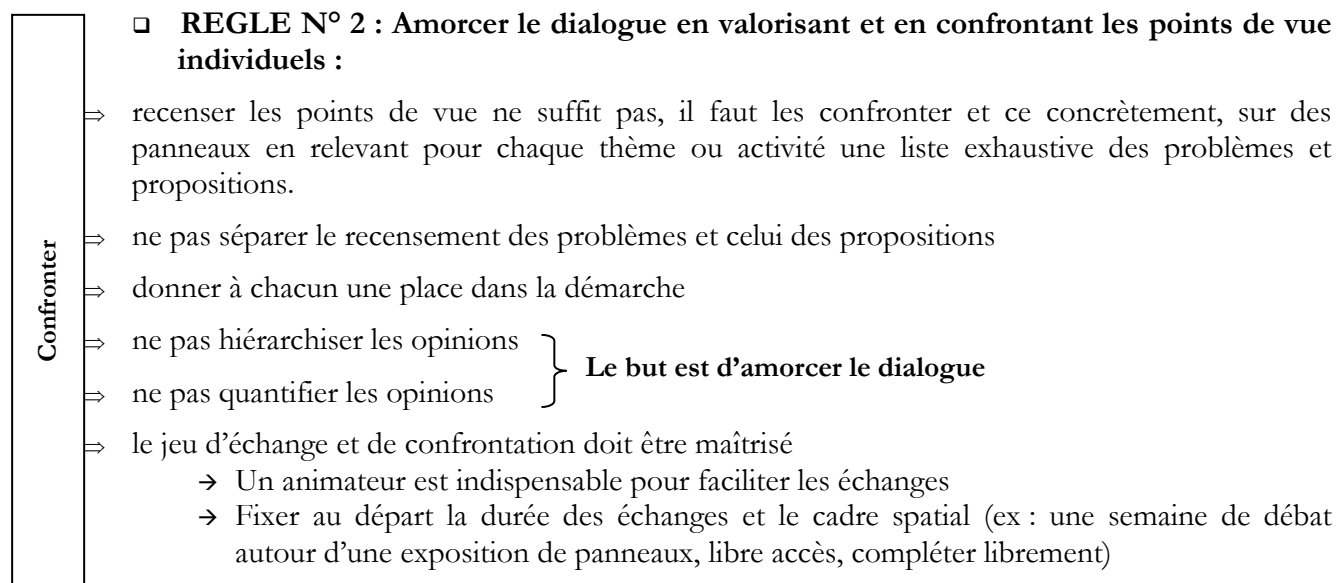 ❑ REGLE N° 2 : Amorcer le dialogue en valorisant et en confrontant les points de vue
individuels :
Confronter
⇒ recenser les points de vue ne suffit pas, il faut les confronter et ce concrètement, sur des
panneaux en relevant pour chaque thème ou activité une liste exhaustive des problèmes et
propositions.
⇒ ne pas séparer le recensement des problèmes et celui des propositions
⇒ donner à chacun une place dans la démarche
⇒ ne pas hiérarchiser les opinions
Le but est d’amorcer le dialogue
⇒ ne pas quantifier les opinions
⇒ le jeu d’échange et de confrontation doit être maîtrisé
→ Un animateur est indispensable pour faciliter les échanges
→ Fixer au départ la durée des échanges et le cadre spatial (ex : une semaine de débat
autour d’une exposition de panneaux, libre accès, compléter librement)